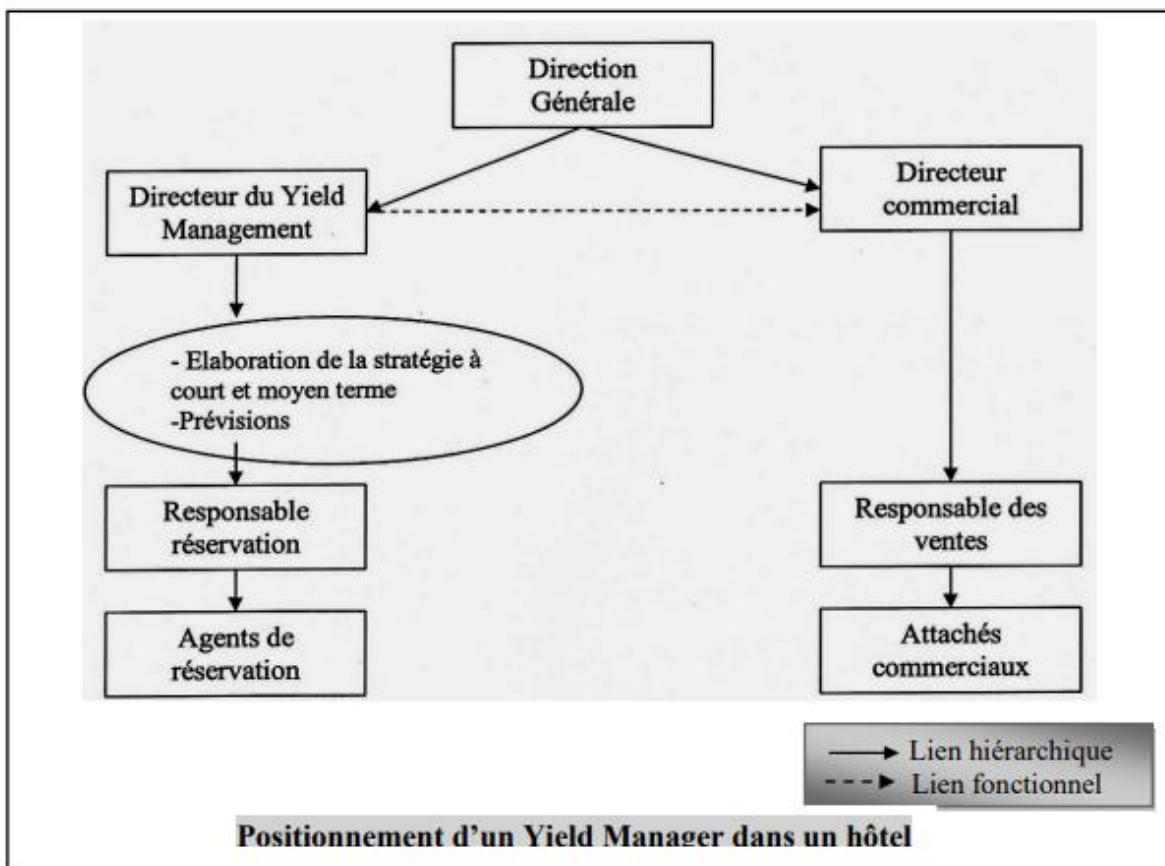 Direction
Générale
Directeur du Yield
Management
Directeur
commercial
- Elaboration de la stratégie à
court et moyen terme
-Prévisions
Responsable
réservation
Responsable des
ventes
Agents de
réservation
Attachés
commerciaux
Lien hiérarchique
Lien fonctionnel
Positionnement d'un Yield Manager dans un hôtel